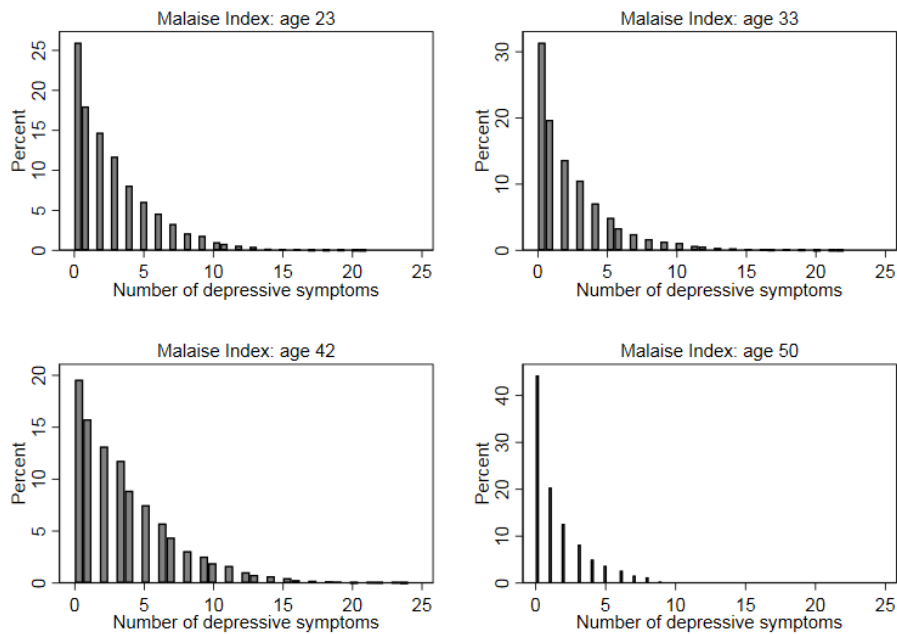 Malaise Index: age 23
Percent
25
20
15
10
5
0
0 5 10 15 20 25
Number of depressive symptoms
Malaise Index: age 33
Percent
30
20
10
0
0 5 10 15 20 25
Number of depressive symptoms
Malaise Index: age 42
Percent
20
15
10
5
0
0 5 10 15 20 25
Number of depressive symptoms
Malaise Index: age 50
Percent
40
30
20
10
0
0 5 10 15 20 25
Number of depressive symptoms